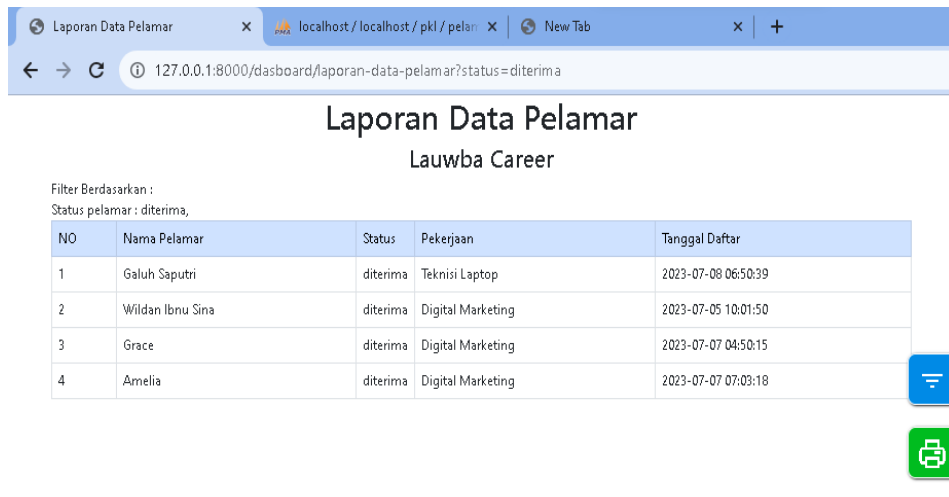 Laporan Data Pelamar
localhost / localhost / pkl / pelam
New Tab
127.0.0.1:8000/dasboard/laporan-data-pelamar?status=diterima
Laporan Data Pelamar
Lauwba Career
Filter Berdasarkan :
Status pelamar : diterima,
NO Nama Pelamar Status Pekerjaan Tanggal Daftar
1 Galuh Saputri diterima Teknisi Laptop 2023-07-08 06:50:39
2 Wildan Ibnu Sina diterima Digital Marketing 2023-07-05 10:01:50
3 Grace diterima Digital Marketing 2023-07-07 04:50:15
4 Amelia diterima Digital Marketing 2023-07-07 07:03:18